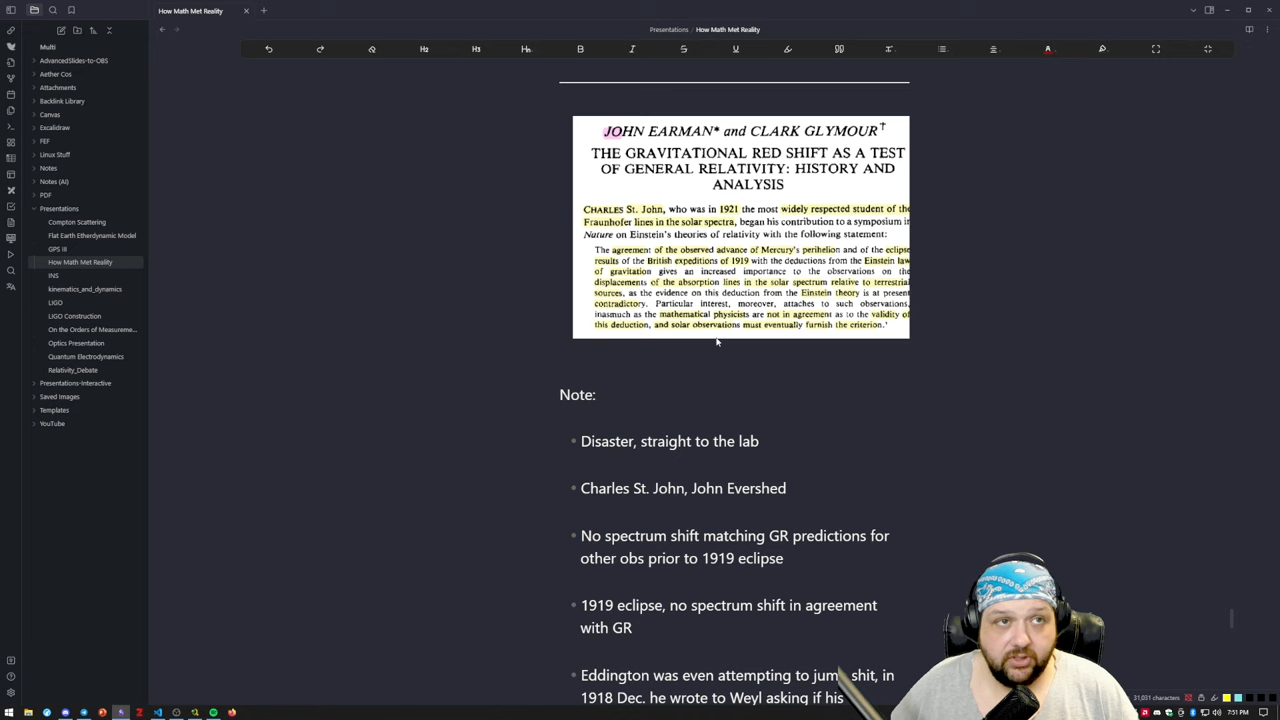 How Math Met Reality
Presentations / How Math Met Reality
H2
H3
Multi
AdvancedSlides-to-OBS
Aether Cos
Attachments
Backlink Library
Canvas
Excalidraw
FEF
Linux Stuff
Notes
Notes (AI)
PDF
Presentations
Compton Scattering
Flat Earth Etherdynamic Model
GPS III
How Math Met Reality
INS
kinematics_and_dynamics
LIGO
LIGO Construction
On the Orders of Measureme...
Optics Presentation
Quantum Electrodynamics
Relativity_Debate
Presentations-Interactive
Saved Images
Templates
YouTube
JOHN EARMAN* and CLARK GLYMOUR†
THE GRAVITATIONAL RED SHIFT AS A TEST
OF GENERAL RELATIVITY: HISTORY AND
ANALYSIS
CHARLES St. John, who was in 1921 the most widely respected student of the
Fraunhofer lines in the solar spectra, began his contribution to a symposium in
Nature on Einstein's theories of relativity with the following statement:
The agreement of the observed advance of Mercury's perihelion and of the eclipse
results of the British expeditions of 1919 with the deductions from the Einstein law
of gravitation gives an increased importance to the observations on the
displacements of the absorption lines in the solar spectrum relative to terrestrial
sources, as the evidence on this deduction from the Einstein theory is at present
contradictory. Particular interest, moreover, attaches to such observations,
inasmuch as the mathematical physicists are not in agreement as to the validity of
this deduction, and solar observations must eventually furnish the criterion.'
Note:
Disaster, straight to the lab
Charles St. John, John Evershed
No spectrum shift matching GR predictions for
other obs prior to 1919 eclipse
1919 eclipse, no spectrum shift in agreement
with GR
Eddington was even attempting to jump shit, in
1918 Dec. he wrote to Weyl asking if his
31,031 characters
7:51 PM